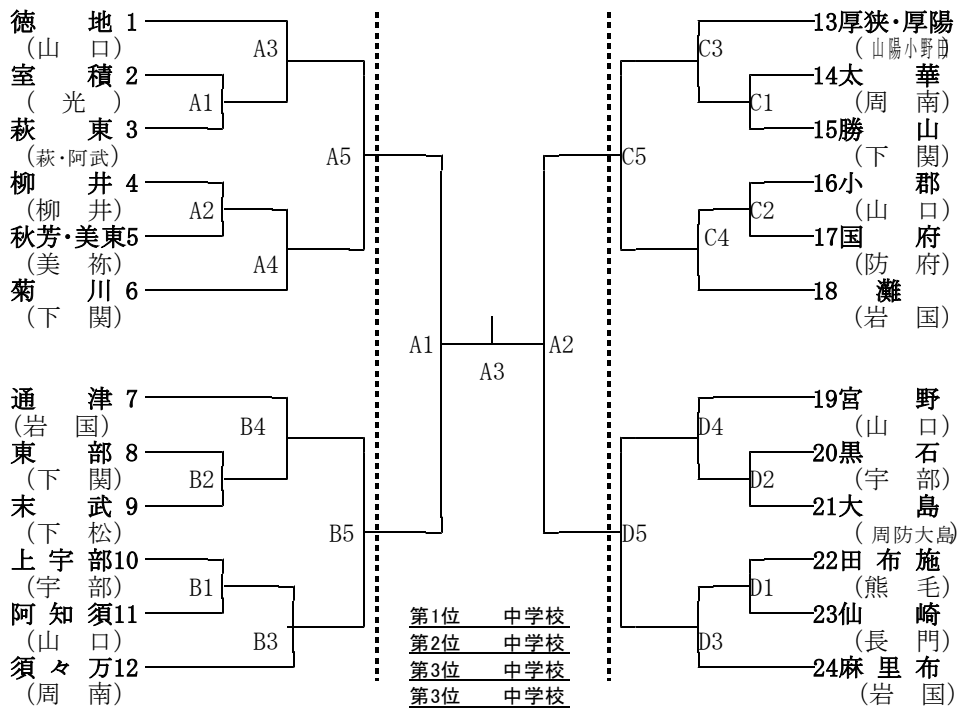 徳地 1
(山口)
室積 2
(光)
萩東 3
(萩・阿武)
柳井 4
(柳井)
秋芳・美東5
(美祢)
菊川 6
(下関)
A3
A1
A5
A2
A4
通津 7
(岩国)
東部 8
(下関)
末武 9
(下松)
上宇部10
(宇部)
阿知須11
(山口)
須々万12
(周南)
B4
B2
B5
B1
B3
A1
A3
A2
第1位 中学校
第2位 中学校
第3位 中学校
第3位 中学校
C3
C1
C5
C2
C4
13厚狭・厚陽
(山陽小野田)
14太華
(周南)
15勝山
(下関)
16小郡
(山口)
17国府
(防府)
18 灘
(岩国)
D4
D2
D5
D1
D3
19宮野
(山口)
20黒石
(宇部)
21大島
(周防大島)
22田布施
(熊毛)
23仙崎
(長門)
24麻里布
(岩国)